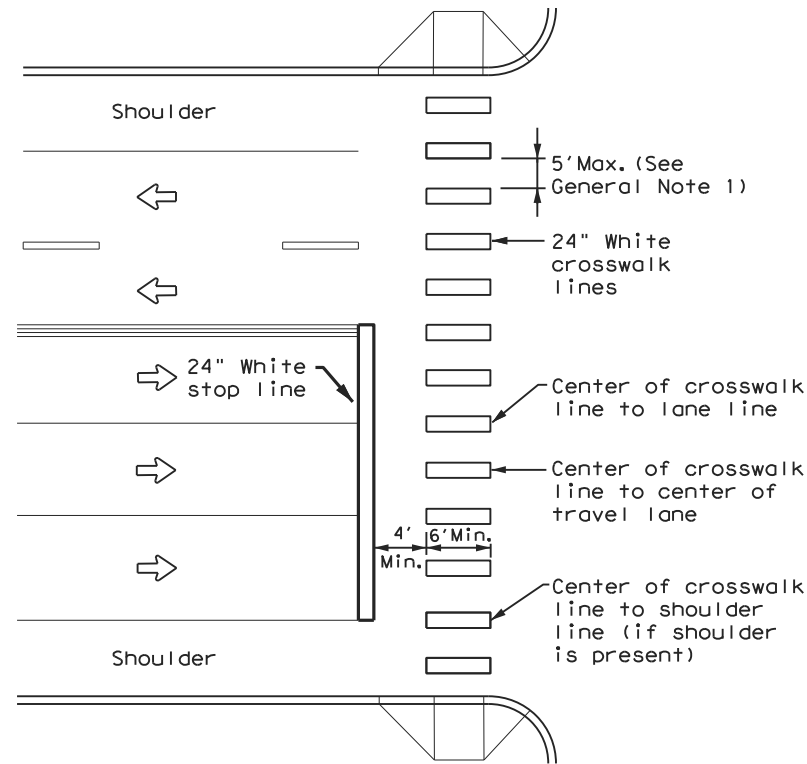 Shoulder
5'Max. (See
General Note 1)
24" White
crosswalk
lines
24" White
stop line
Center of crosswalk
line to lane line
Center of crosswalk
line to center of
travel lane
4'
Min.
6'Min.
Center of crosswalk
line to shoulder
line (if shoulder
is present)
Shoulder